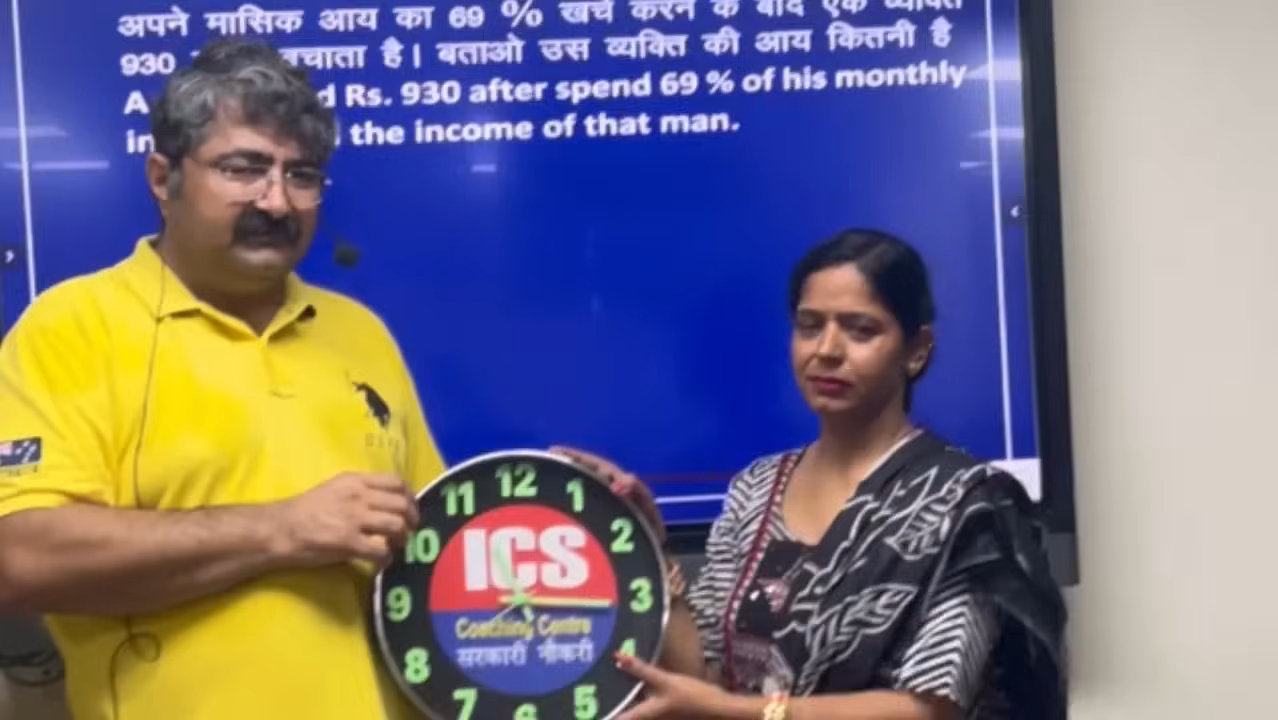 अपने मासिक आय का 69 % खर्च करने के बाद एक व्यक्ति
930 बचाता है। बताओ उस व्यक्ति की आय कितनी है
A d Rs. 930 after spend 69 % of his monthly
in the income of that man.
12
11
1
10
2
9
3
8
4
7
5
6
ICS
Coaching Centre
सरकारी नौकरी